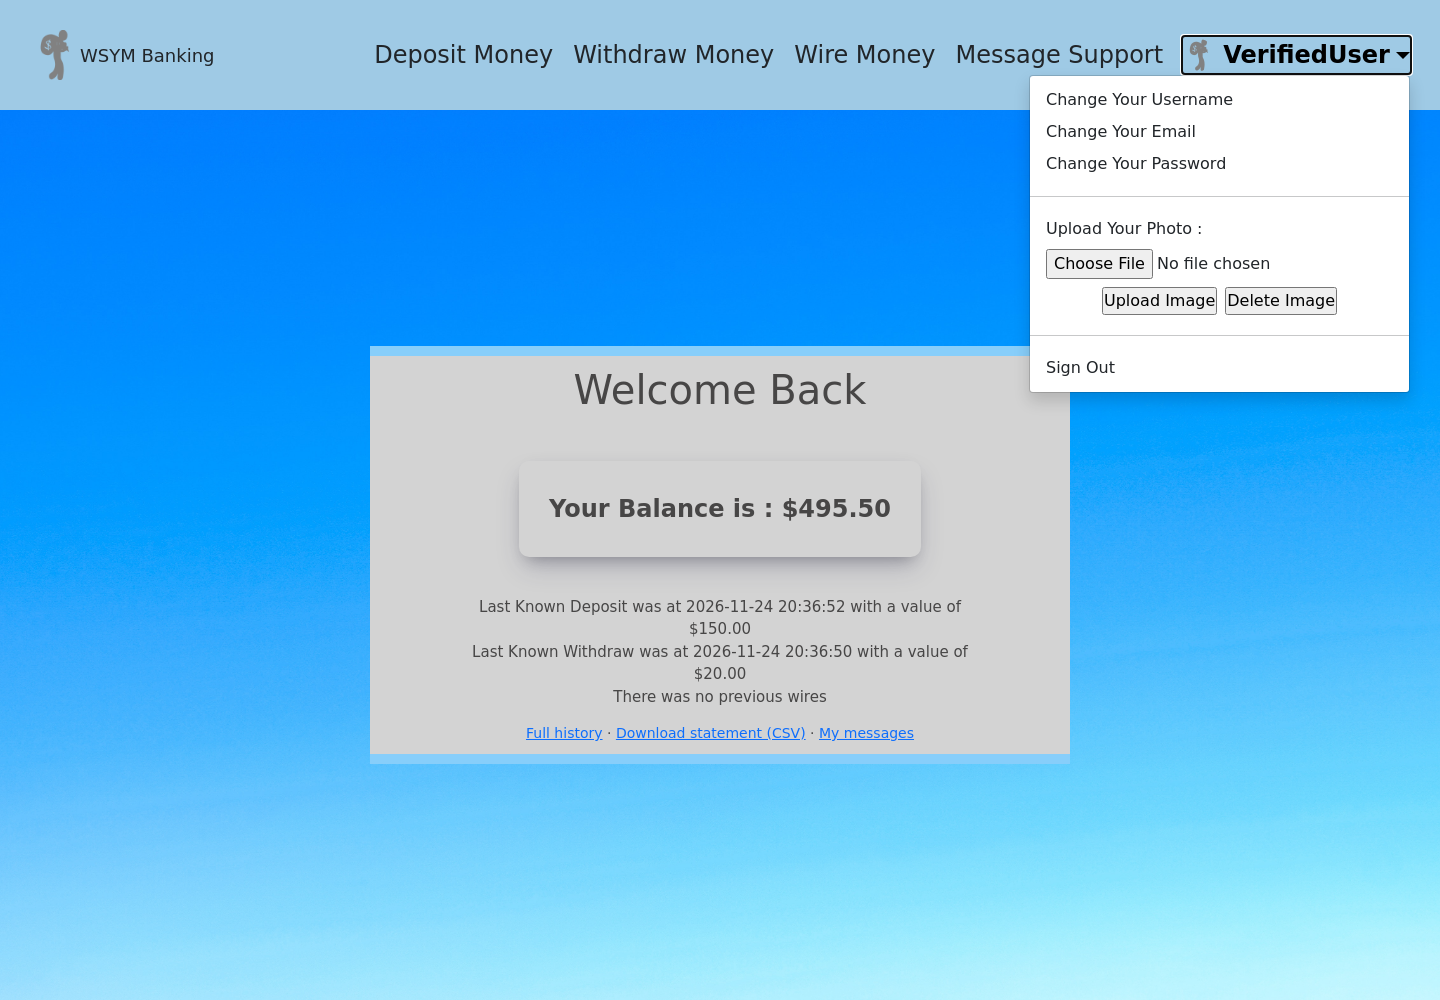 WSYM Banking
Deposit Money
Withdraw Money
Wire Money
Message Support
VerifiedUser
Change Your Username
Change Your Email
Change Your Password
Upload Your Photo :
Choose File No file chosen
Upload Image Delete Image
Sign Out
Welcome Back
Your Balance is : $495.50
Last Known Deposit was at 2026-11-24 20:36:52 with a value of
$150.00
Last Known Withdraw was at 2026-11-24 20:36:50 with a value of
$20.00
There was no previous wires
Full history · Download statement (CSV) · My messages